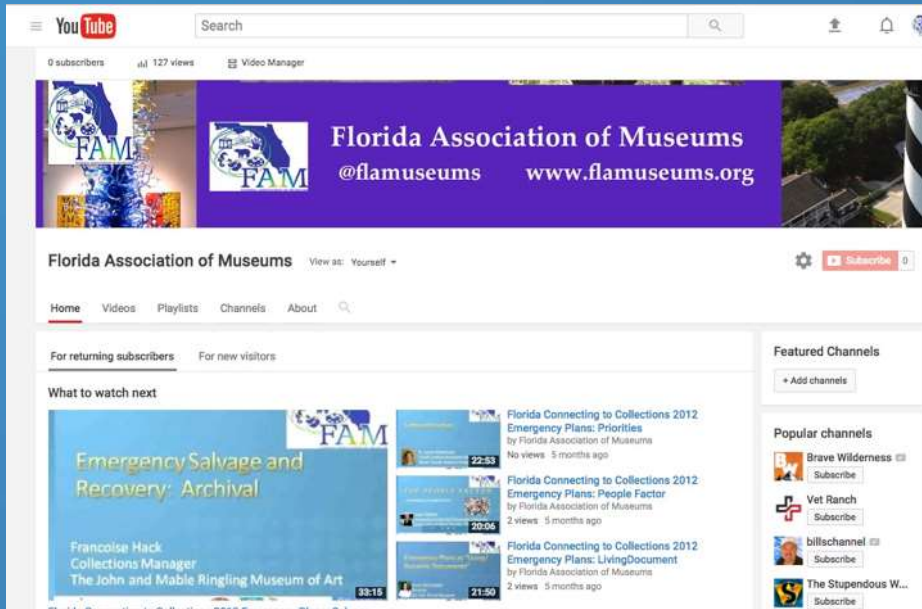 You Tube
Search
0 subscribers
127 views
Video Manager
FAM
FAM
Florida Association of Museums
@flamuseums www.flamuseums.org
Florida Association of Museums View as: Yourself
Subscribe 0
Home Videos Playlists Channels About
For returning subscribers For new visitors
What to watch next
FAM
Emergency Salvage and
Recovery: Archival
Francoise Hack
Collections Manager
The John and Mable Ringling Museum of Art
33:15
22:53
Florida Connecting to Collections 2012
Emergency Plans: Priorities
by Florida Association of Museums
No views 5 months ago
20:06
Florida Connecting to Collections 2012
Emergency Plans: People Factor
by Florida Association of Museums
2 views 5 months ago
21:50
Florida Connecting to Collections 2012
Emergency Plans: LivingDocument
by Florida Association of Museums
2 views 5 months ago
Featured Channels
+ Add channels
Popular channels
Brave Wilderness
Subscribe
Vet Ranch
Subscribe
billschannel
Subscribe
The Stupendous W...
Subscribe